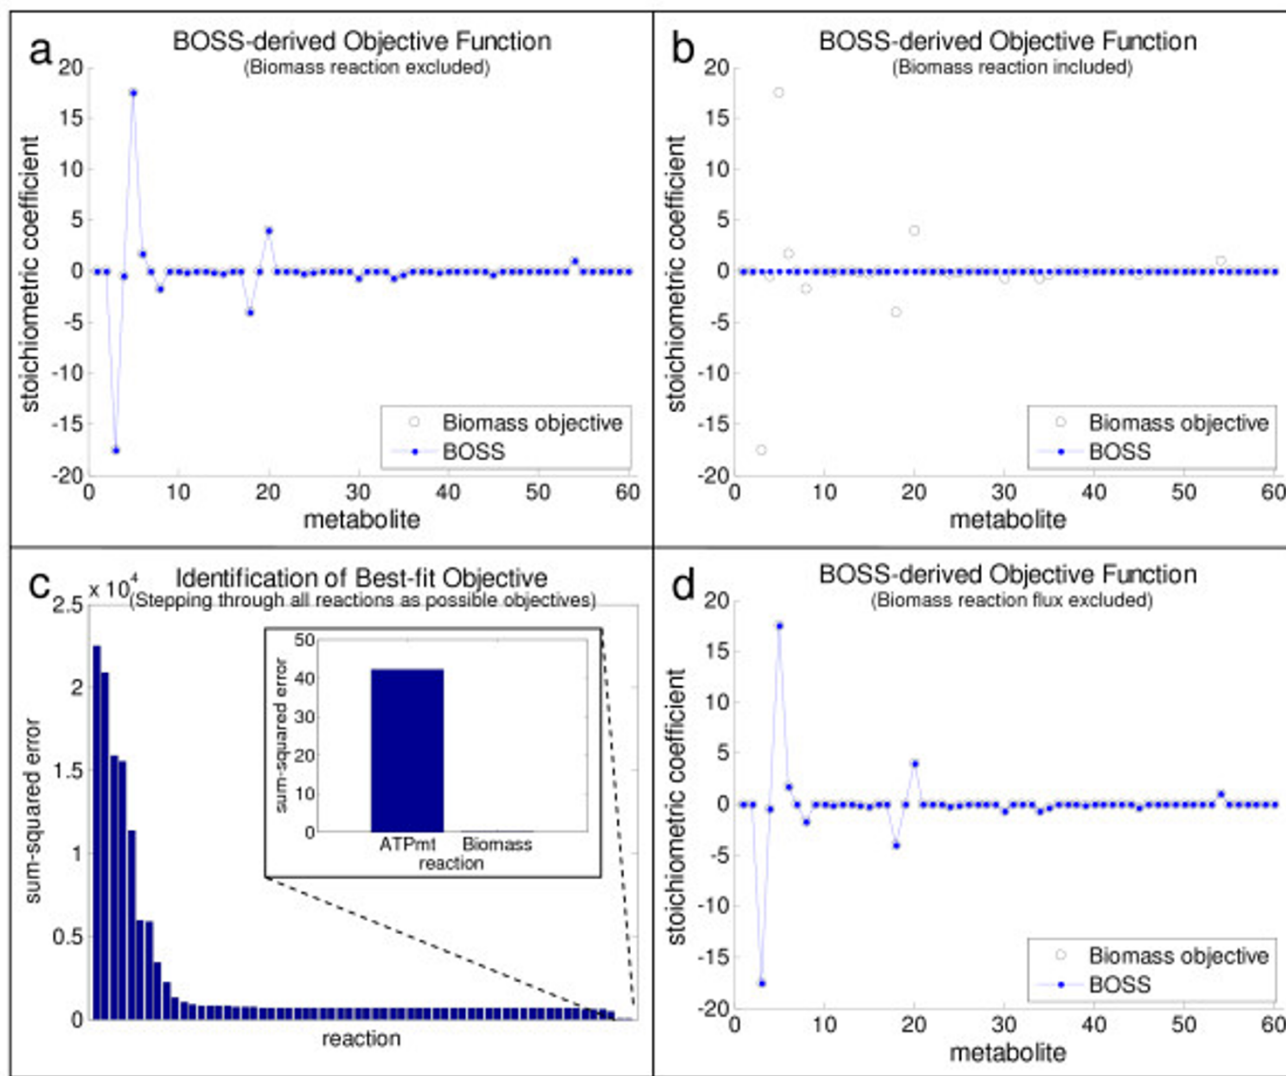 a
BOSS-derived Objective Function
(Biomass reaction excluded)
20
15
10
5
0
-5
-10
-15
-20
stoichiometric coefficient
Biomass objective
BOSS
0 10 20 30 40 50 60
metabolite
b
BOSS-derived Objective Function
(Biomass reaction included)
20
15
10
5
0
-5
-10
-15
-20
stoichiometric coefficient
Biomass objective
BOSS
0 10 20 30 40 50 60
metabolite
c
x 10^4
Identification of Best-fit Objective
(Stepping through all reactions as possible objectives)
2.5
2
1.5
1
0.5
0
sum-squared error
50
40
30
20
10
0
sum-squared error
ATPmt Biomass
reaction
reaction
d
BOSS-derived Objective Function
(Biomass reaction flux excluded)
20
15
10
5
0
-5
-10
-15
-20
stoichiometric coefficient
Biomass objective
BOSS
0 10 20 30 40 50 60
metabolite